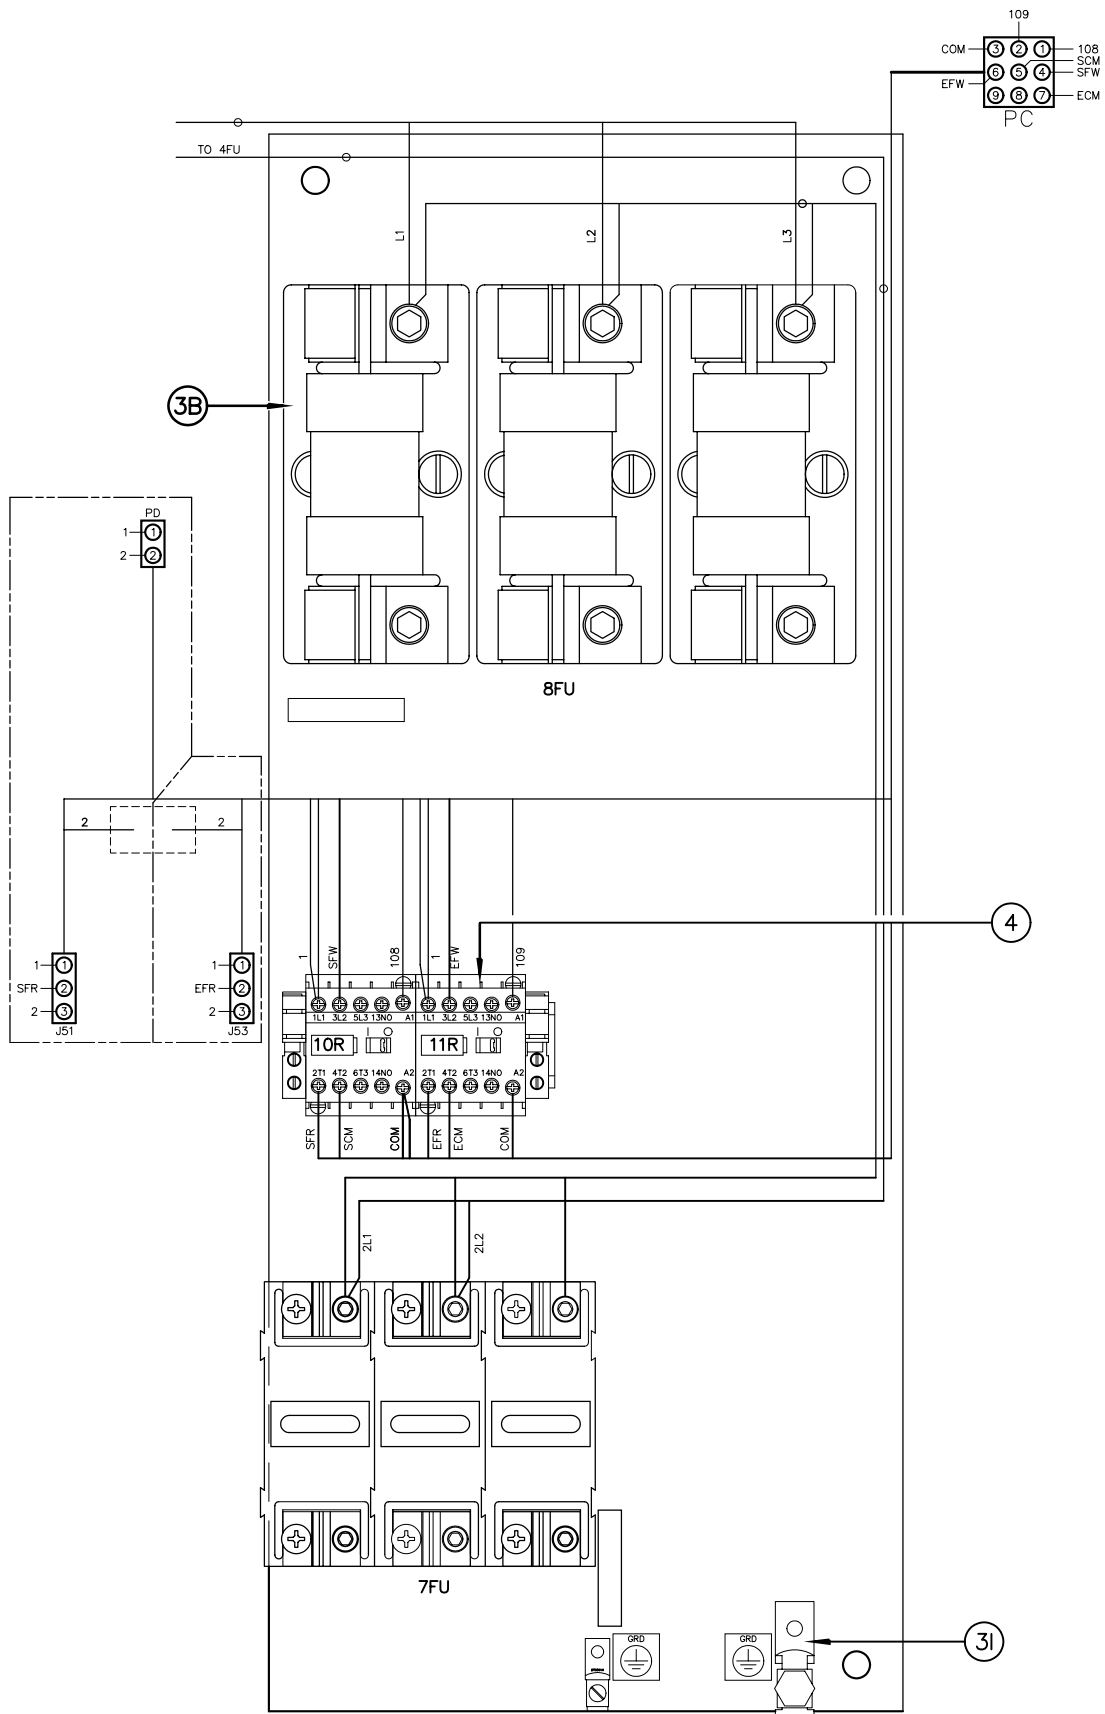 109
COM 3 2 1 108
SCM
6 5 4 SFW
EFW
9 8 7 ECM
PC
TO 4FU
L1 L2 L3
3B
PD
1 1
2 2
8FU
2 2
4
1 SFW 108 1 EFW 109
1 1 1 1
SFR 2 EFR 2
2 3 2 3
J51 J53
1L1 3L2 5L3 13NO A1 1L1 3L2 5L3 13NO A1
10R I O 11R I O
2T1 4T2 6T3 14NO A2 2T1 4T2 6T3 14NO A2
SFR SCM COM EFR ECM COM
2L1 2L2
7FU
GRD GRD
31